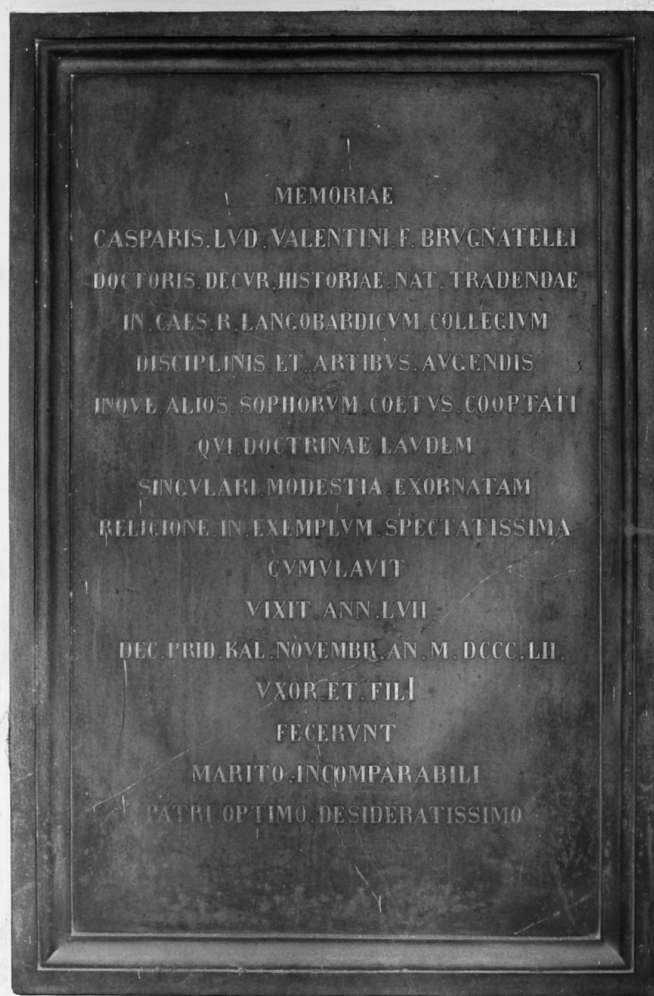 MEMORIAE
CASPARIS . LVD . VALENTINI . F . BRVGNATELLI
DOCTORIS . DECVR . HISTORIAE . NAT . TRADENDAE
IN . CAES . R . LANGOBARDICVM . COLLEGIVM
DISCIPLINIS . ET . ARTIBVS . AVGENDIS
INQVE . ALIOS . SOPHORVM . COETVS . COOPTATI
QVI . DOCTRINAE . LAVDEM
SINGVLARI . MODESTIA . EXORNATAM
RELIGIONE . IN . EXEMPLVM . SPECTATISSIMA
CVMVLAVIT
VIXIT . ANN . LVII .
DEC . PRID . KAL . NOVEMBR . AN . M . DCCC . LII .
VXOR . ET . FILI
FECERVNT
MARITO . INCOMPARABILI
PATRI . OPTIMO . DESIDERATISSIMO